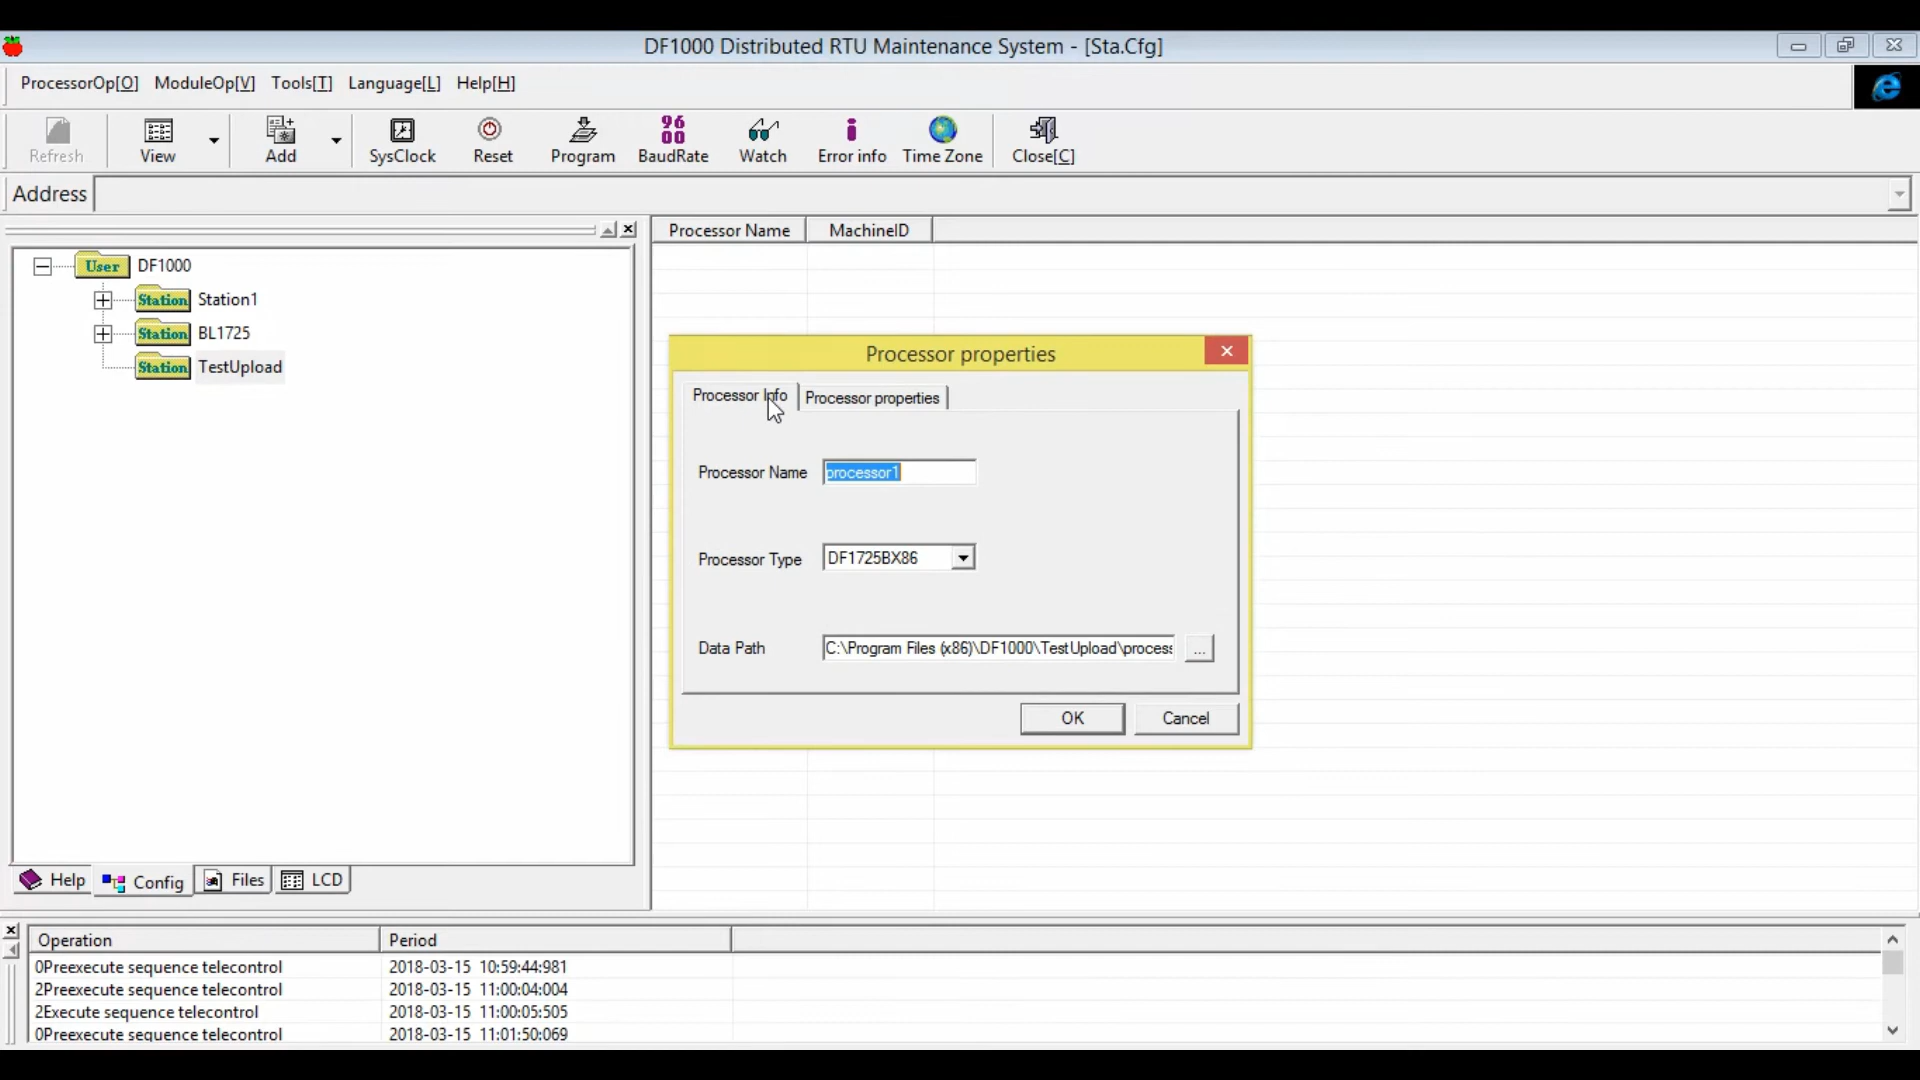 DF1000 Distributed RTU Maintenance System - [Sta.Cfg]
ProcessorOp[O] ModuleOp[V] Tools[T] Language[L] Help[H]
96
00
Refresh View Add SysClock Reset Program BaudRate Watch Error info Time Zone Close[C]
Address
Processor Name MachineID
User DF1000
Station Station1
Station BL1725
Station TestUpload
Processor properties
Processor Info Processor properties
Processor Name processor1
Processor Type DF1725BX86
Data Path C:\Program Files (x86)\DF1000\TestUpload\process ...
OK Cancel
Help Config Files LCD
Operation Period
0Preexecute sequence telecontrol 2018-03-15 10:59:44:981
2Preexecute sequence telecontrol 2018-03-15 11:00:04:004
2Execute sequence telecontrol 2018-03-15 11:00:05:505
0Preexecute sequence telecontrol 2018-03-15 11:01:50:069